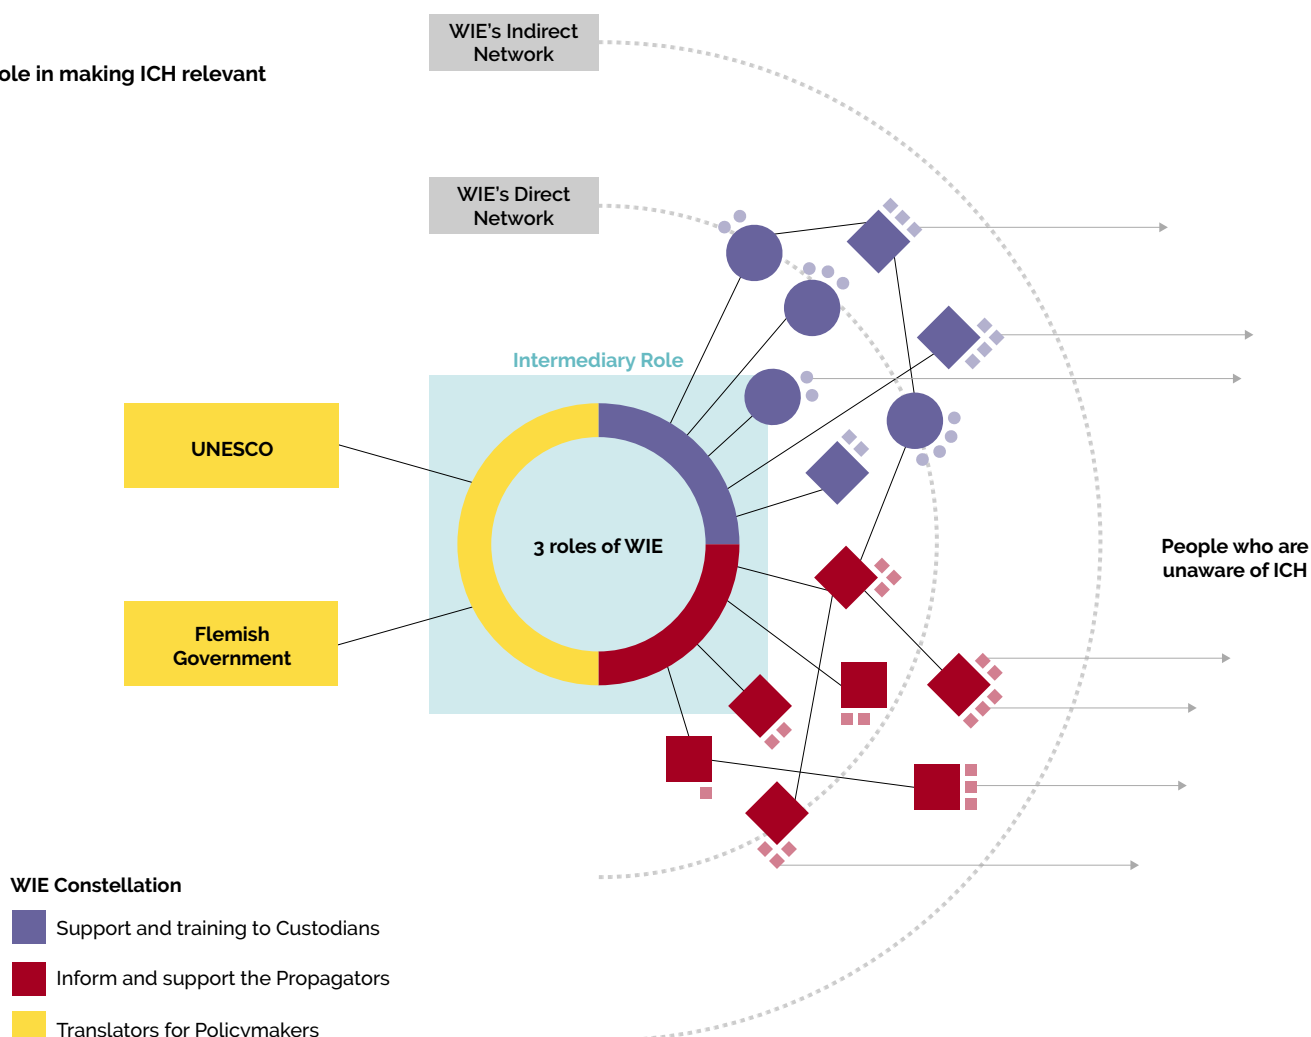 WIE's Indirect
Network
ole in making ICH relevant
WIE's Direct
Network
Intermediary Role
UNESCO
3 roles of WIE
People who are
unaware of ICH
Flemish
Government
WIE Constellation
Support and training to Custodians
Inform and support the Propagators
Translators for Policymakers